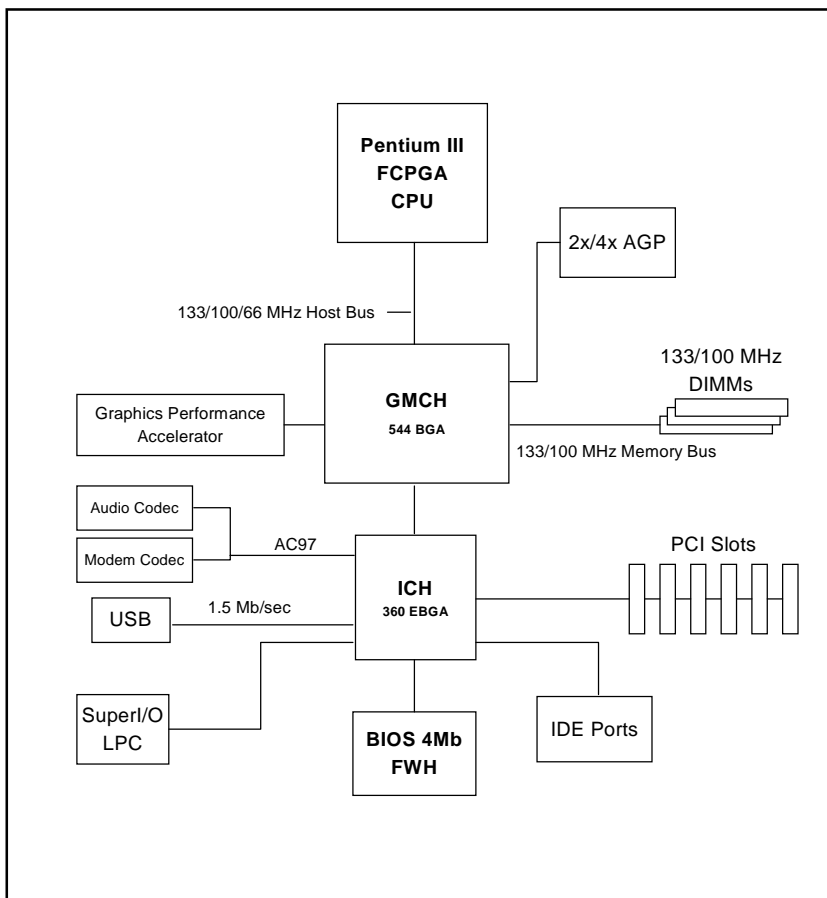 Pentium III
FCPGA
CPU
2x/4x AGP
133/100/66 MHz Host Bus
133/100 MHz
DIMMs
GMCH
544 BGA
Graphics Performance
Accelerator
133/100 MHz Memory Bus
Audio Codec
Modem Codec
AC97
PCI Slots
ICH
360 EBGA
USB
1.5 Mb/sec
SuperI/O
LPC
BIOS 4Mb
FWH
IDE Ports